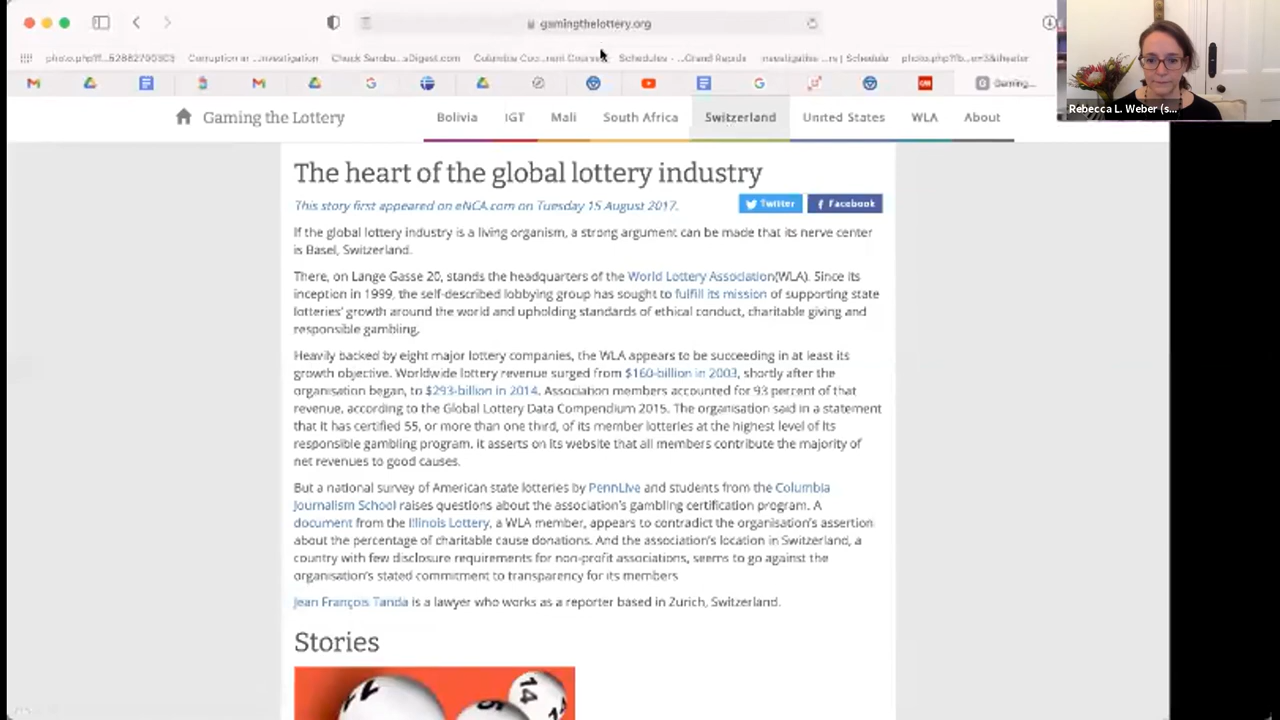 gamingthelottery.org
Rebecca L. Weber (s...
Gaming the Lottery
Bolivia IGT Mali South Africa Switzerland United States WLA About
The heart of the global lottery industry
This story first appeared on eNCA.com on Tuesday 15 August 2017.
Twitter Facebook
If the global lottery industry is a living organism, a strong argument can be made that its nerve center
is Basel, Switzerland.
There, on Lange Gasse 20, stands the headquarters of the World Lottery Association(WLA). Since its
inception in 1999, the self-described lobbying group has sought to fulfill its mission of supporting state
lotteries' growth around the world and upholding standards of ethical conduct, charitable giving and
responsible gambling.
Heavily backed by eight major lottery companies, the WLA appears to be succeeding in at least its
growth objective. Worldwide lottery revenue surged from $160-billion in 2003, shortly after the
organisation began, to $293-billion in 2014. Association members accounted for 93 percent of that
revenue, according to the Global Lottery Data Compendium 2015. The organisation said in a statement
that it has certified 55, or more than one third, of its member lotteries at the highest level of its
responsible gambling program. It asserts on its website that all members contribute the majority of
net revenues to good causes.
But a national survey of American state lotteries by PennLive and students from the Columbia
Journalism School raises questions about the association's gambling certification program. A
document from the Illinois Lottery, a WLA member, appears to contradict the organisation's assertion
about the percentage of charitable cause donations. And the association's location in Switzerland, a
country with few disclosure requirements for non-profit associations, seems to go against the
organisation's stated commitment to transparency for its members
Jean François Tanda is a lawyer who works as a reporter based in Zurich, Switzerland.
Stories
14